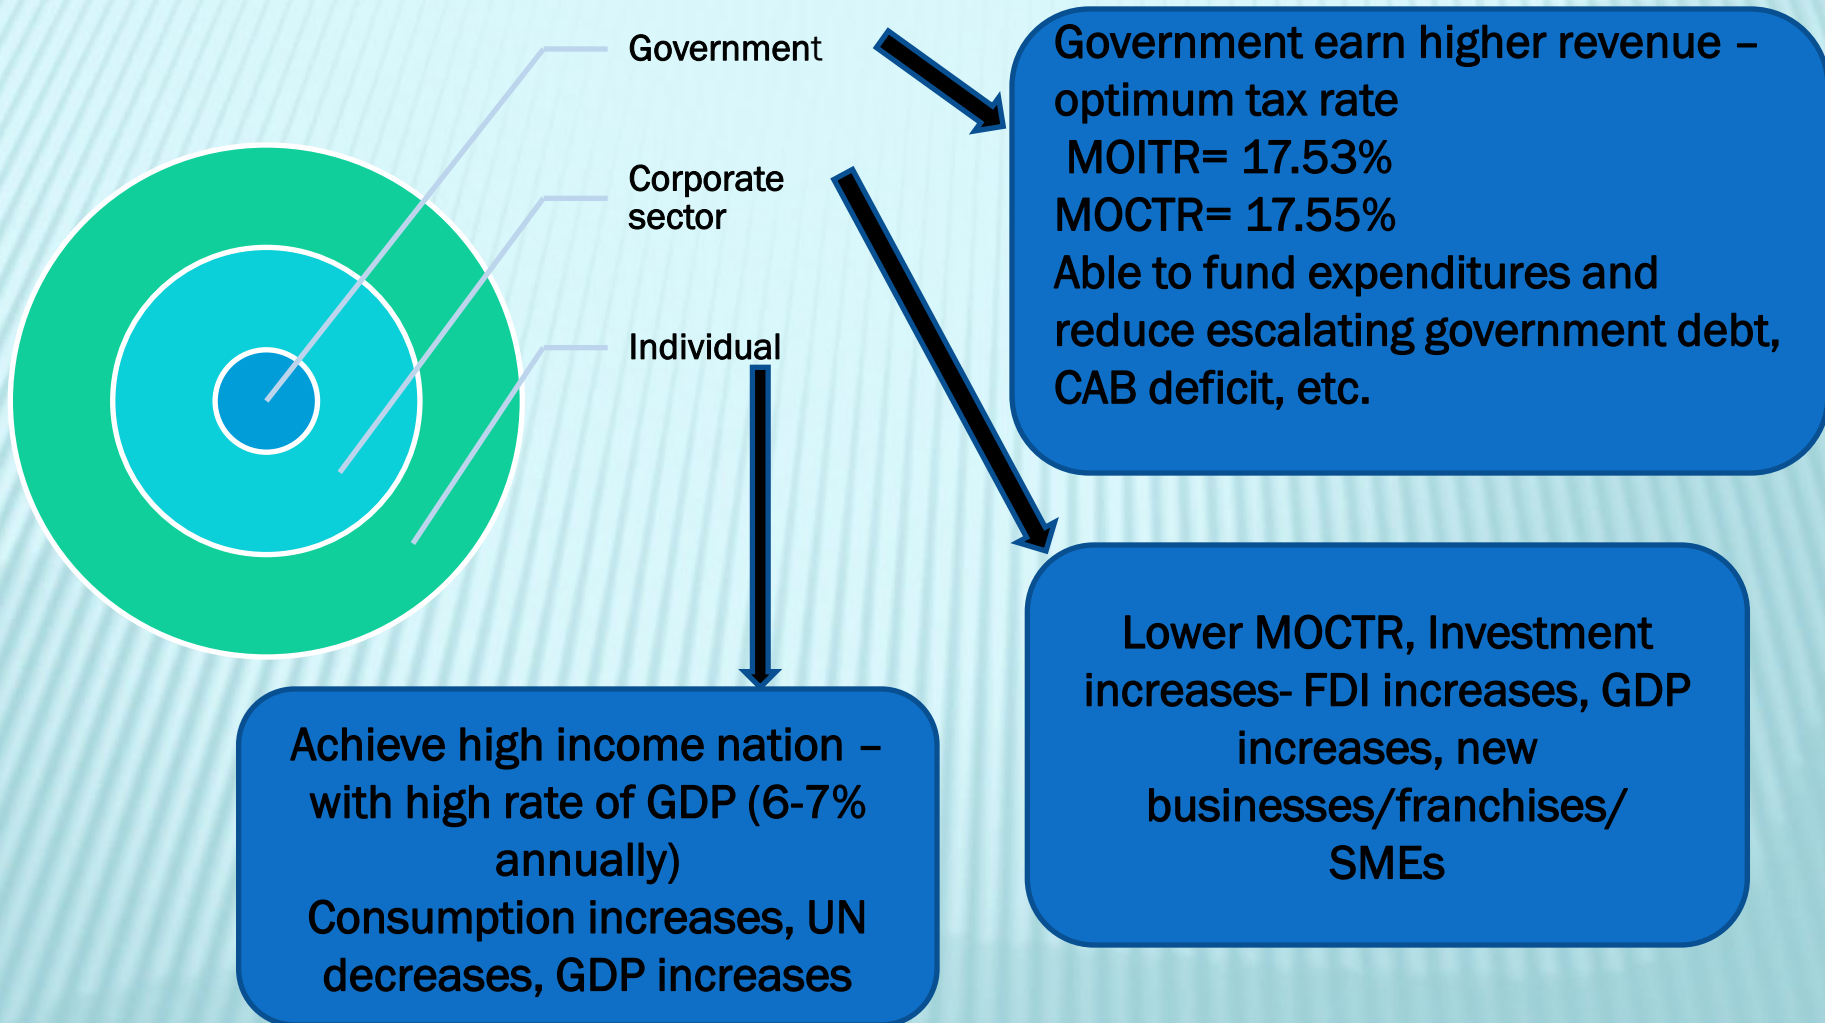 Government
Corporate
sector
Individual
Government earn higher revenue –
optimum tax rate
MOITR= 17.53%
MOCTR= 17.55%
Able to fund expenditures and
reduce escalating government debt,
CAB deficit, etc.
Lower MOCTR, Investment
increases- FDI increases, GDP
increases, new
businesses/franchises/
SMEs
Achieve high income nation –
with high rate of GDP (6-7%
annually)
Consumption increases, UN
decreases, GDP increases